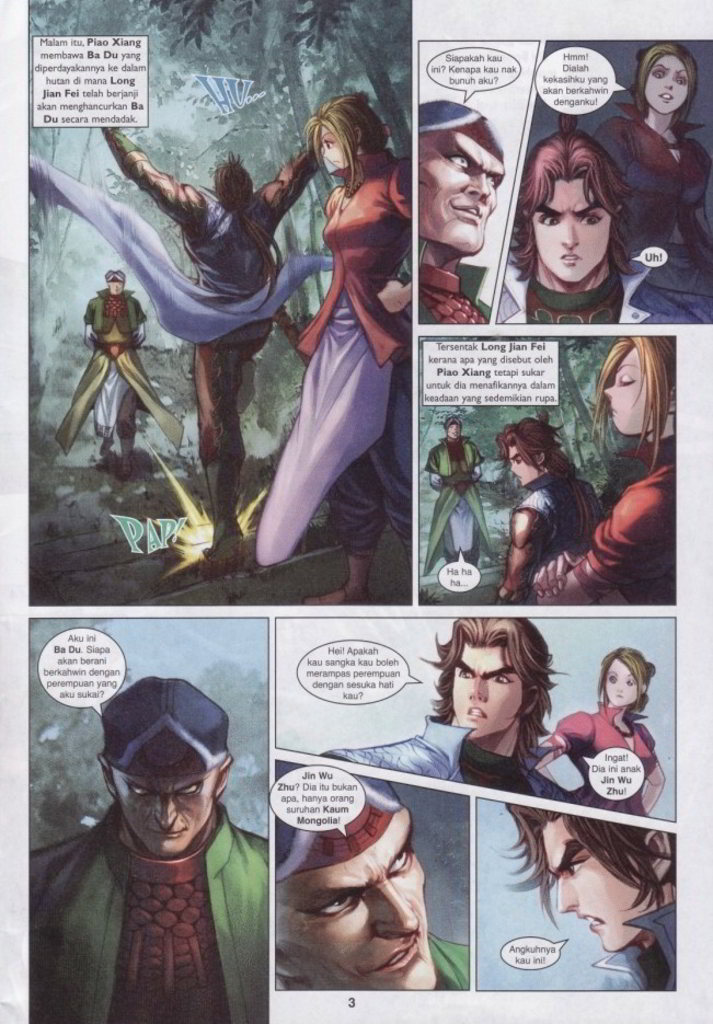 Malam itu, Piao Xiang
membawa Ba Du yang
diperdayakannya ke dalam
hutan di mana Long
Jian Fei telah berjanji
akan menghancurkan Ba
Du secara mendadak.
HU...
PAP!
Siapakah kau
ini? Kenapa kau nak
bunuh aku?
Hmm!
Dialah
kekasihku yang
akan berkahwin
denganku!
Uh!
Tersentak Long Jian Fei
kerana apa yang disebut oleh
Piao Xiang tetapi sukar
untuk dia menafikannya dalam
keadaan yang sedemikian rupa.
Ha ha
ha...
Aku ini
Ba Du. Siapa
akan berani
berkahwin dengan
perempuan yang
aku sukai?
Hei! Apakah
kau sangka kau boleh
merampas perempuan
dengan sesuka hati
kau?
Ingat!
Dia ini anak
Jin Wu
Zhu!
Jin Wu
Zhu? Dia itu bukan
apa, hanya orang
suruhan Kaum
Mongolia!
Angkuhnya
kau ini!
3